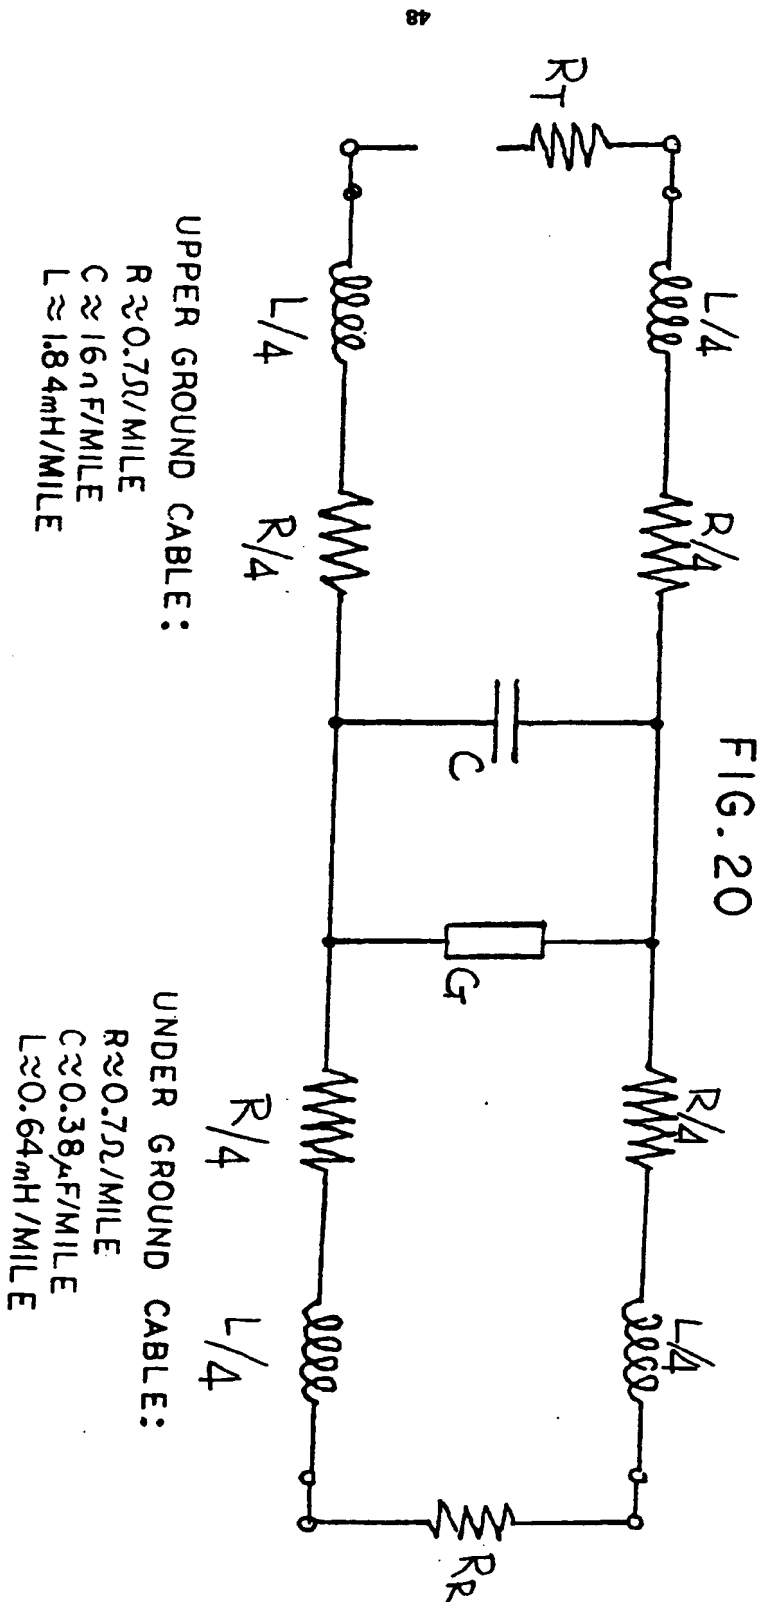 48
FIG. 20
R_T
L/4
R/4
R/4
L/4
C
G
R_R
L/4
R/4
R/4
L/4
UPPER GROUND CABLE:
R ≈ 0.7Ω/MILE
C ≈ 16nF/MILE
L ≈ 1.84mH/MILE
UNDER GROUND CABLE:
R≈0.7Ω/MILE
C≈0.38μF/MILE
L≈0.64mH/MILE